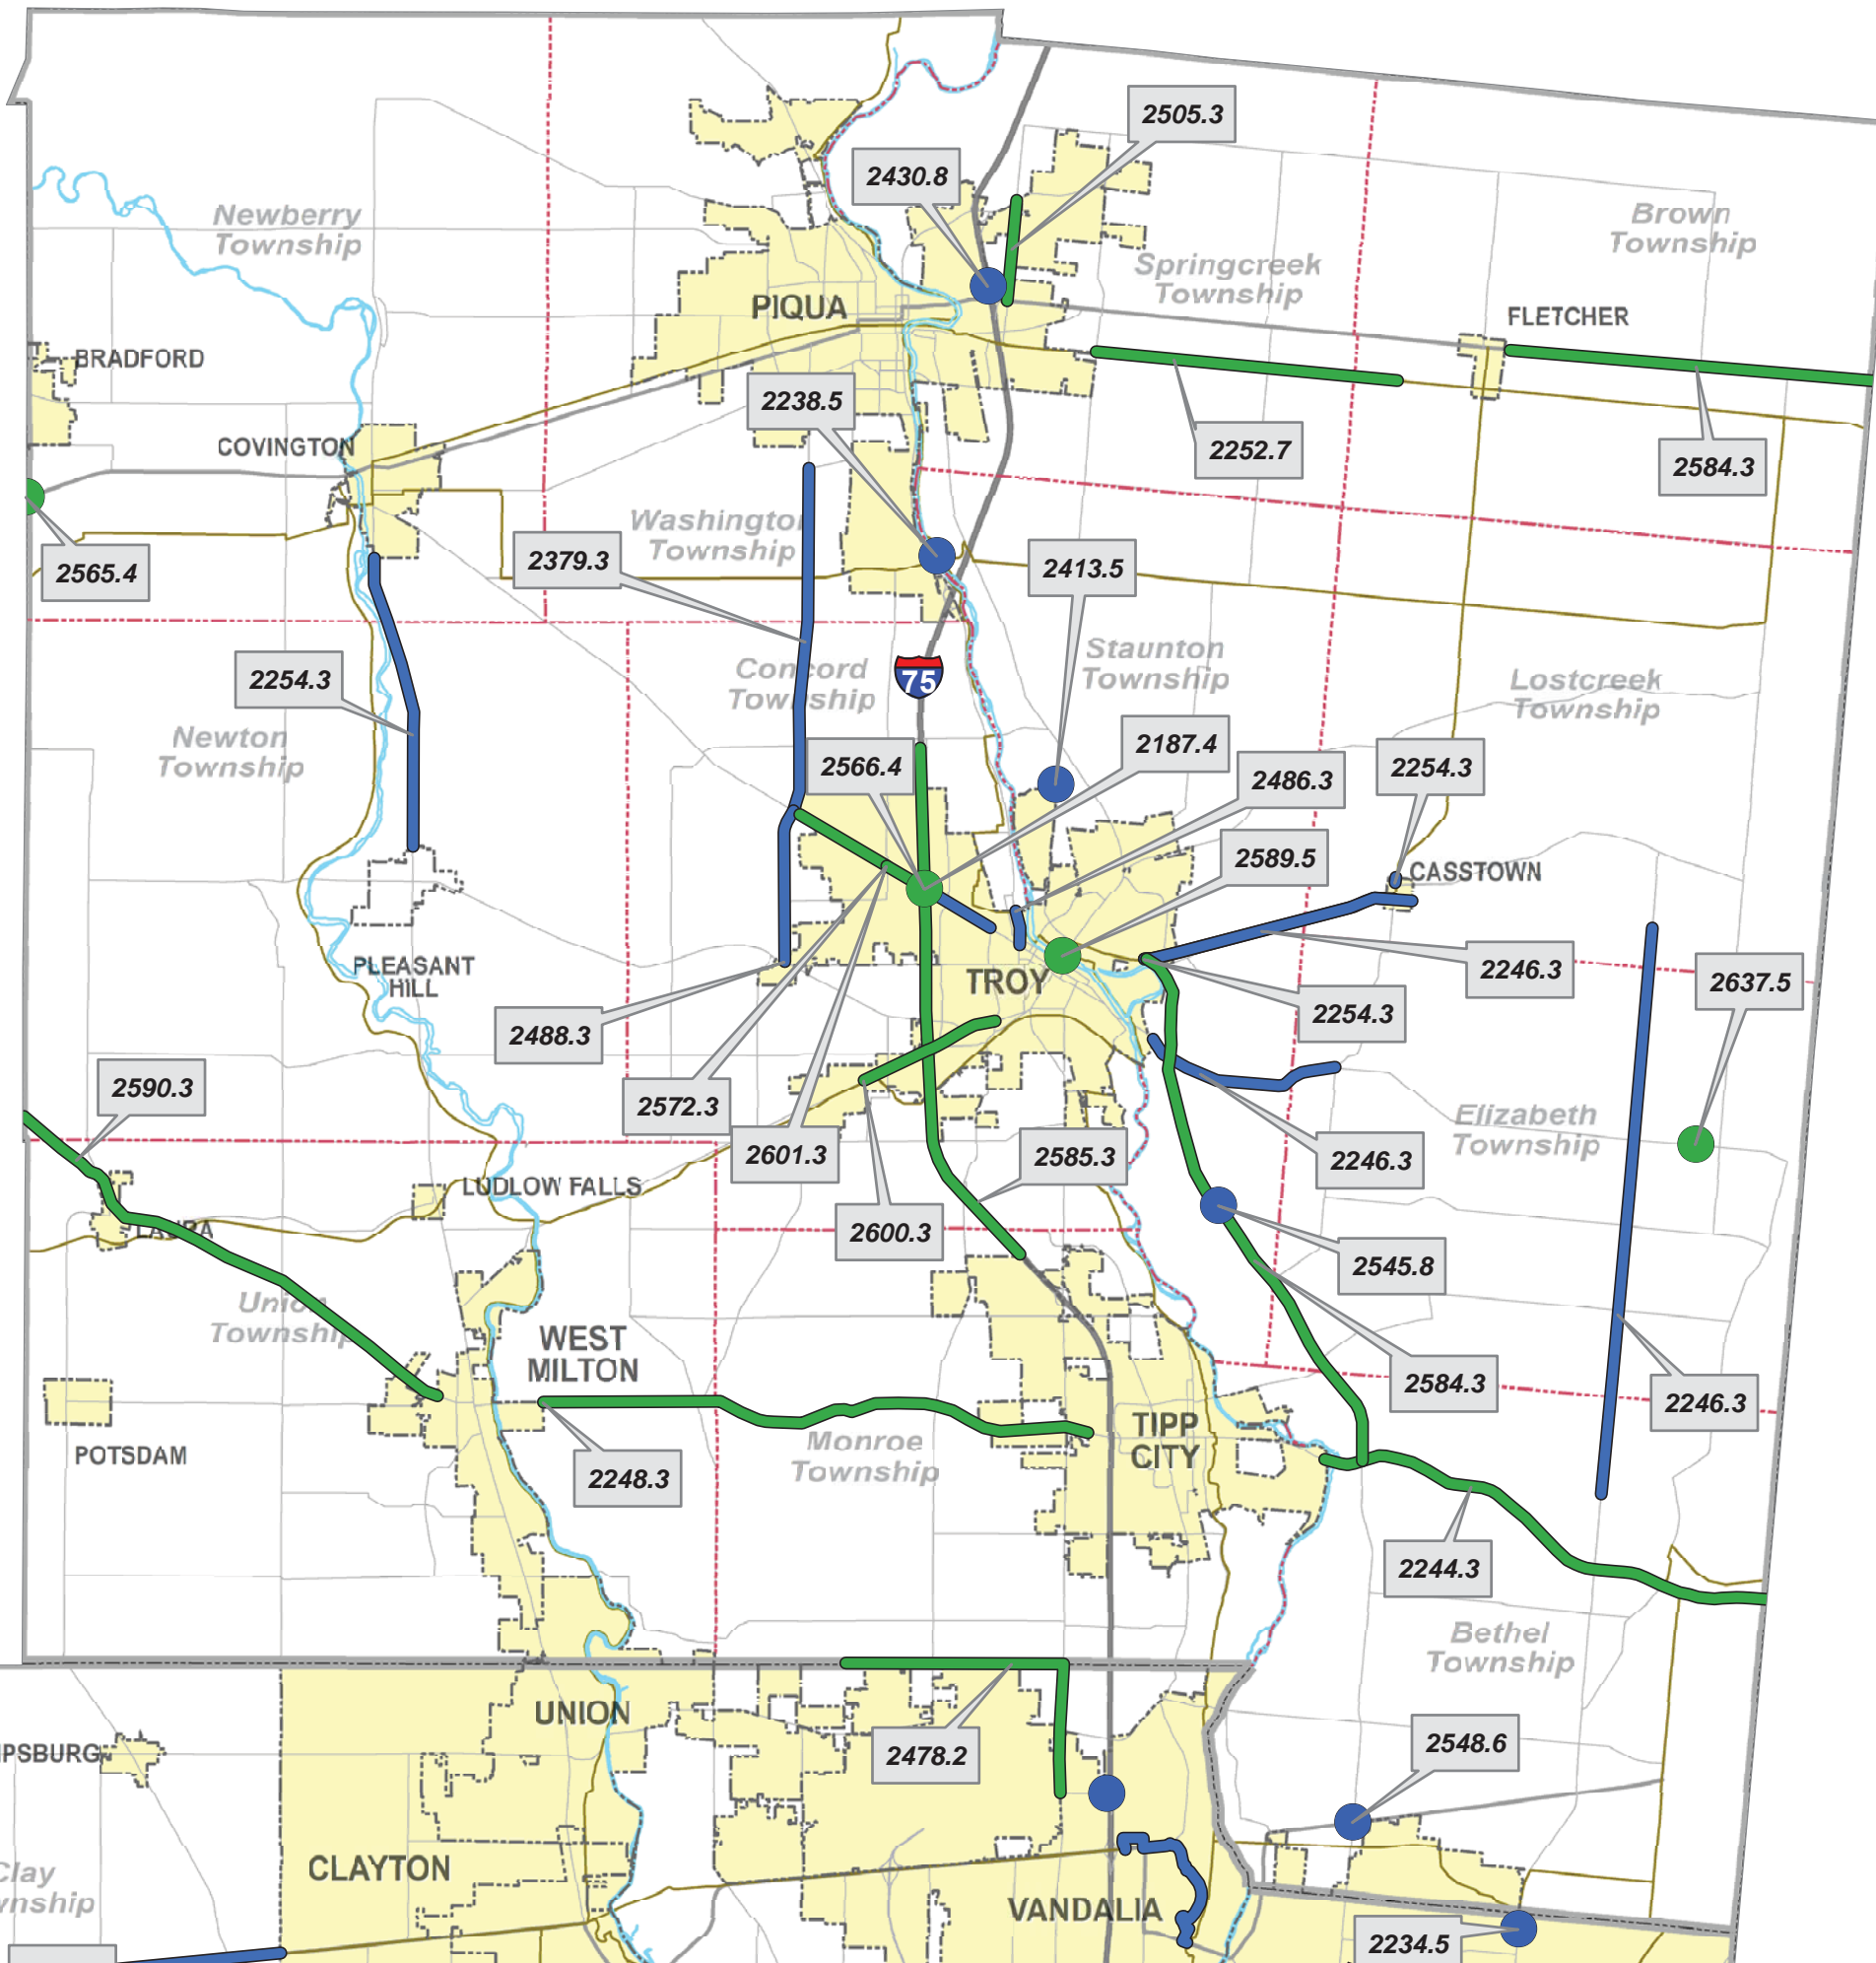 2505.3
2430.8
Newberry
Township
Brown
Township
Springcreek
Township
PIQUA
FLETCHER
BRADFORD
2238.5
COVINGTON
2252.7
2584.3
Washington
Township
2379.3
2413.5
2565.4
Staunton
Township
2254.3
Concord
Township
75
Lostcreek
Township
Newton
Township
2566.4
2187.4
2486.3
2254.3
2589.5
CASSTOWN
PLEASANT
HILL
TROY
2246.3
2637.5
2488.3
2254.3
2590.3
2572.3
Elizabeth
Township
2601.3
2585.3
2246.3
LUDLOW FALLS
LAURA
2600.3
2545.8
Union
Township
WEST
MILTON
2584.3
2246.3
POTSDAM
2248.3
Monroe
Township
TIPP
CITY
2244.3
Bethel
Township
UNION
2478.2
2548.6
IPSBURG
CLAYTON
Clay
wnship
VANDALIA
2234.5